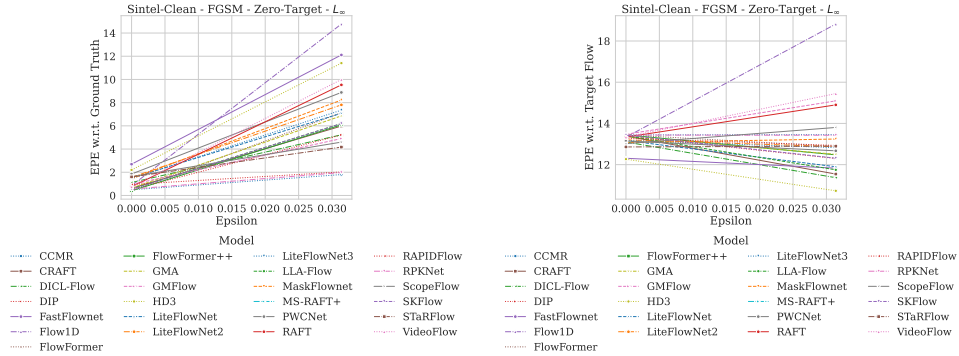 Sintel-Clean - FGSM - Zero-Target - L∞
EPE w.r.t. Ground Truth
14
12
10
8
6
4
2
0
0.000 0.005 0.010 0.015 0.020 0.025 0.030
Epsilon
Model
CCMR FlowFormer++ LiteFlowNet3 RAPIDFlow
CRAFT GMA LLA-Flow RPKNet
DICL-Flow GMFlow MaskFlownet ScopeFlow
DIP HD3 MS-RAFT+ SKFlow
FastFlownet LiteFlowNet PWCNet STaRFlow
Flow1D LiteFlowNet2 RAFT VideoFlow
FlowFormer
Sintel-Clean - FGSM - Zero-Target - L∞
EPE w.r.t. Target Flow
18
16
14
12
0.000 0.005 0.010 0.015 0.020 0.025 0.030
Epsilon
Model
CCMR FlowFormer++ LiteFlowNet3 RAPIDFlow
CRAFT GMA LLA-Flow RPKNet
DICL-Flow GMFlow MaskFlownet ScopeFlow
DIP HD3 MS-RAFT+ SKFlow
FastFlownet LiteFlowNet PWCNet STaRFlow
Flow1D LiteFlowNet2 RAFT VideoFlow
FlowFormer